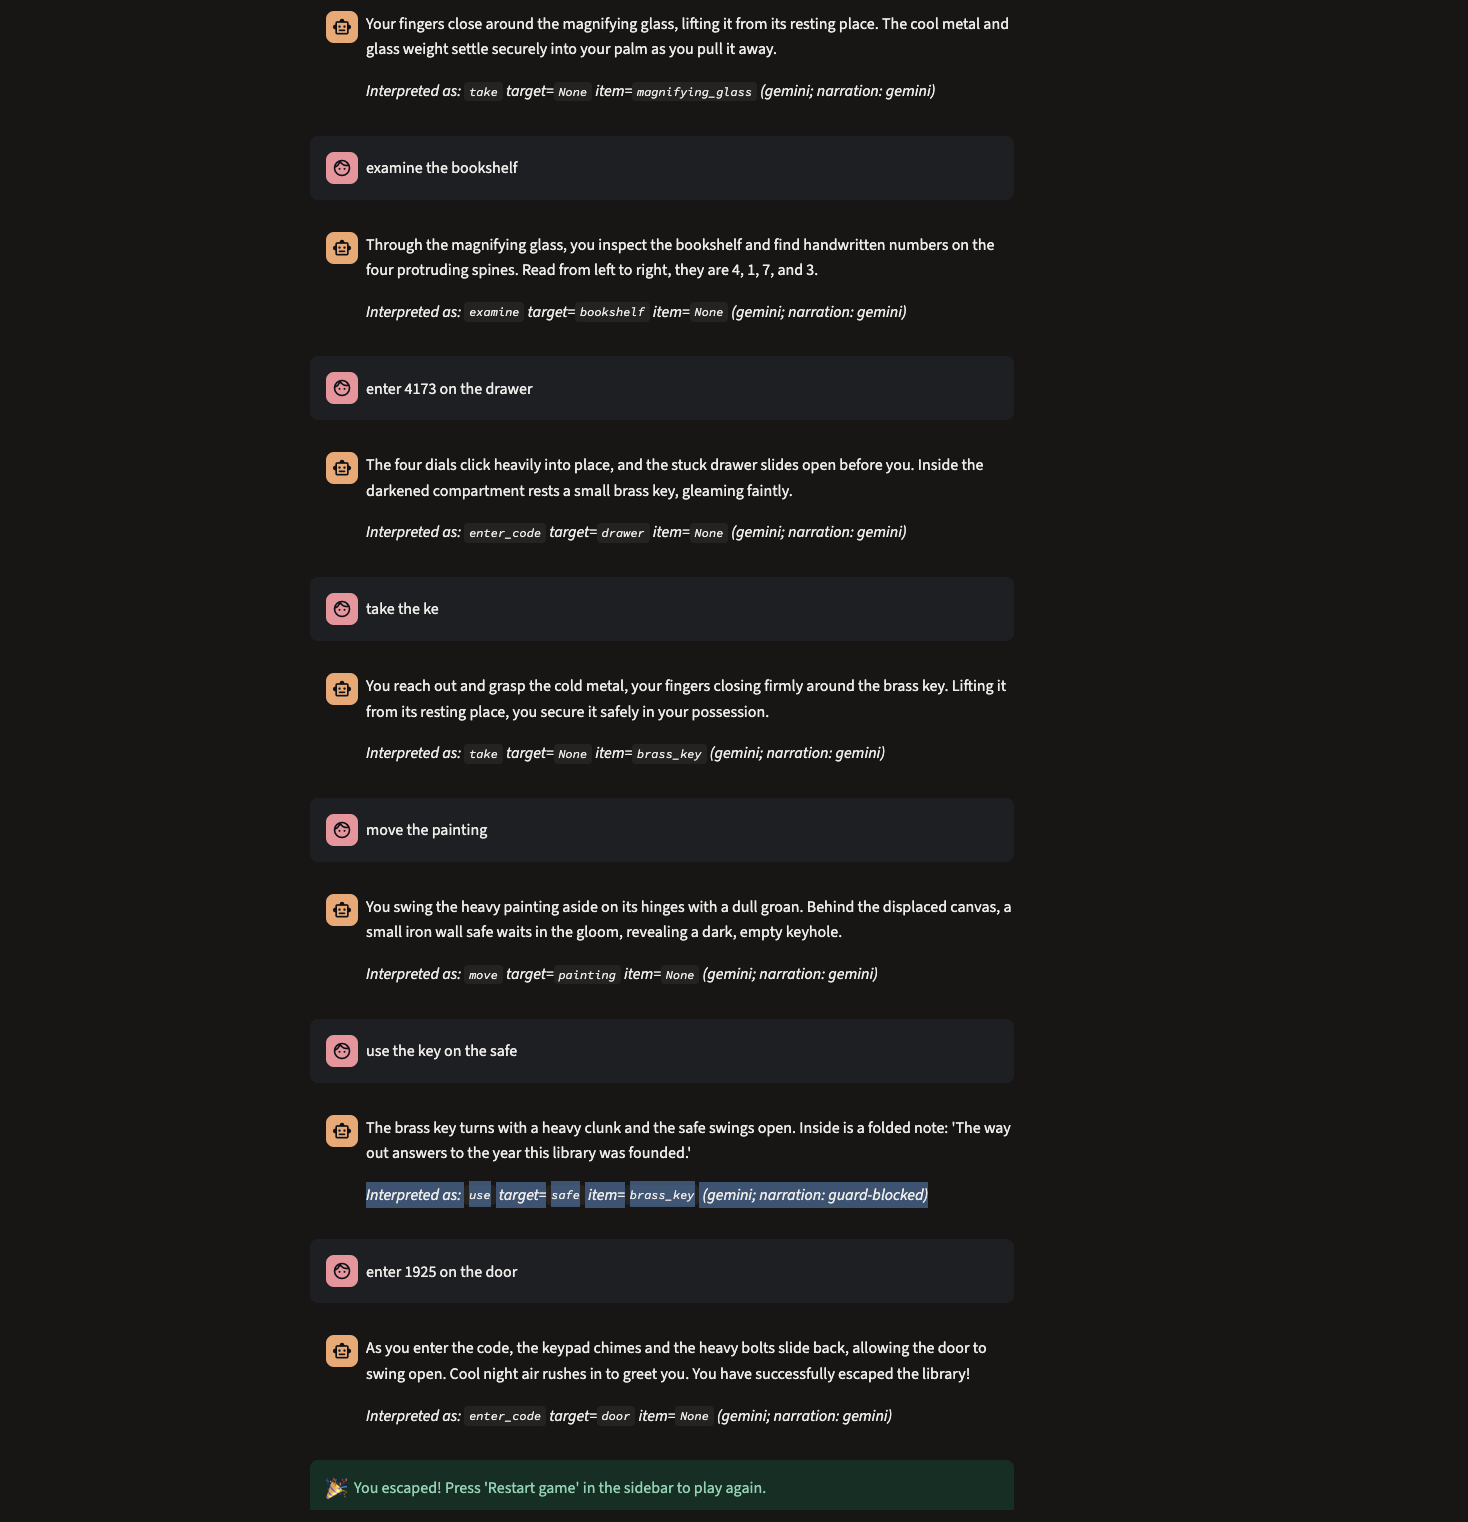 Your fingers close around the magnifying glass, lifting it from its resting place. The cool metal and
glass weight settle securely into your palm as you pull it away.
Interpreted as: take target= None item= magnifying_glass (gemini; narration: gemini)
examine the bookshelf
Through the magnifying glass, you inspect the bookshelf and find handwritten numbers on the
four protruding spines. Read from left to right, they are 4, 1, 7, and 3.
Interpreted as: examine target= bookshelf item= None (gemini; narration: gemini)
enter 4173 on the drawer
The four dials click heavily into place, and the stuck drawer slides open before you. Inside the
darkened compartment rests a small brass key, gleaming faintly.
Interpreted as: enter_code target= drawer item= None (gemini; narration: gemini)
take the ke
You reach out and grasp the cold metal, your fingers closing firmly around the brass key. Lifting it
from its resting place, you secure it safely in your possession.
Interpreted as: take target= None item= brass_key (gemini; narration: gemini)
move the painting
You swing the heavy painting aside on its hinges with a dull groan. Behind the displaced canvas, a
small iron wall safe waits in the gloom, revealing a dark, empty keyhole.
Interpreted as: move target= painting item= None (gemini; narration: gemini)
use the key on the safe
The brass key turns with a heavy clunk and the safe swings open. Inside is a folded note: 'The way
out answers to the year this library was founded.'
Interpreted as: use target= safe item= brass_key (gemini; narration: guard-blocked)
enter 1925 on the door
As you enter the code, the keypad chimes and the heavy bolts slide back, allowing the door to
swing open. Cool night air rushes in to greet you. You have successfully escaped the library!
Interpreted as: enter_code target= door item= None (gemini; narration: gemini)
🎉 You escaped! Press 'Restart game' in the sidebar to play again.